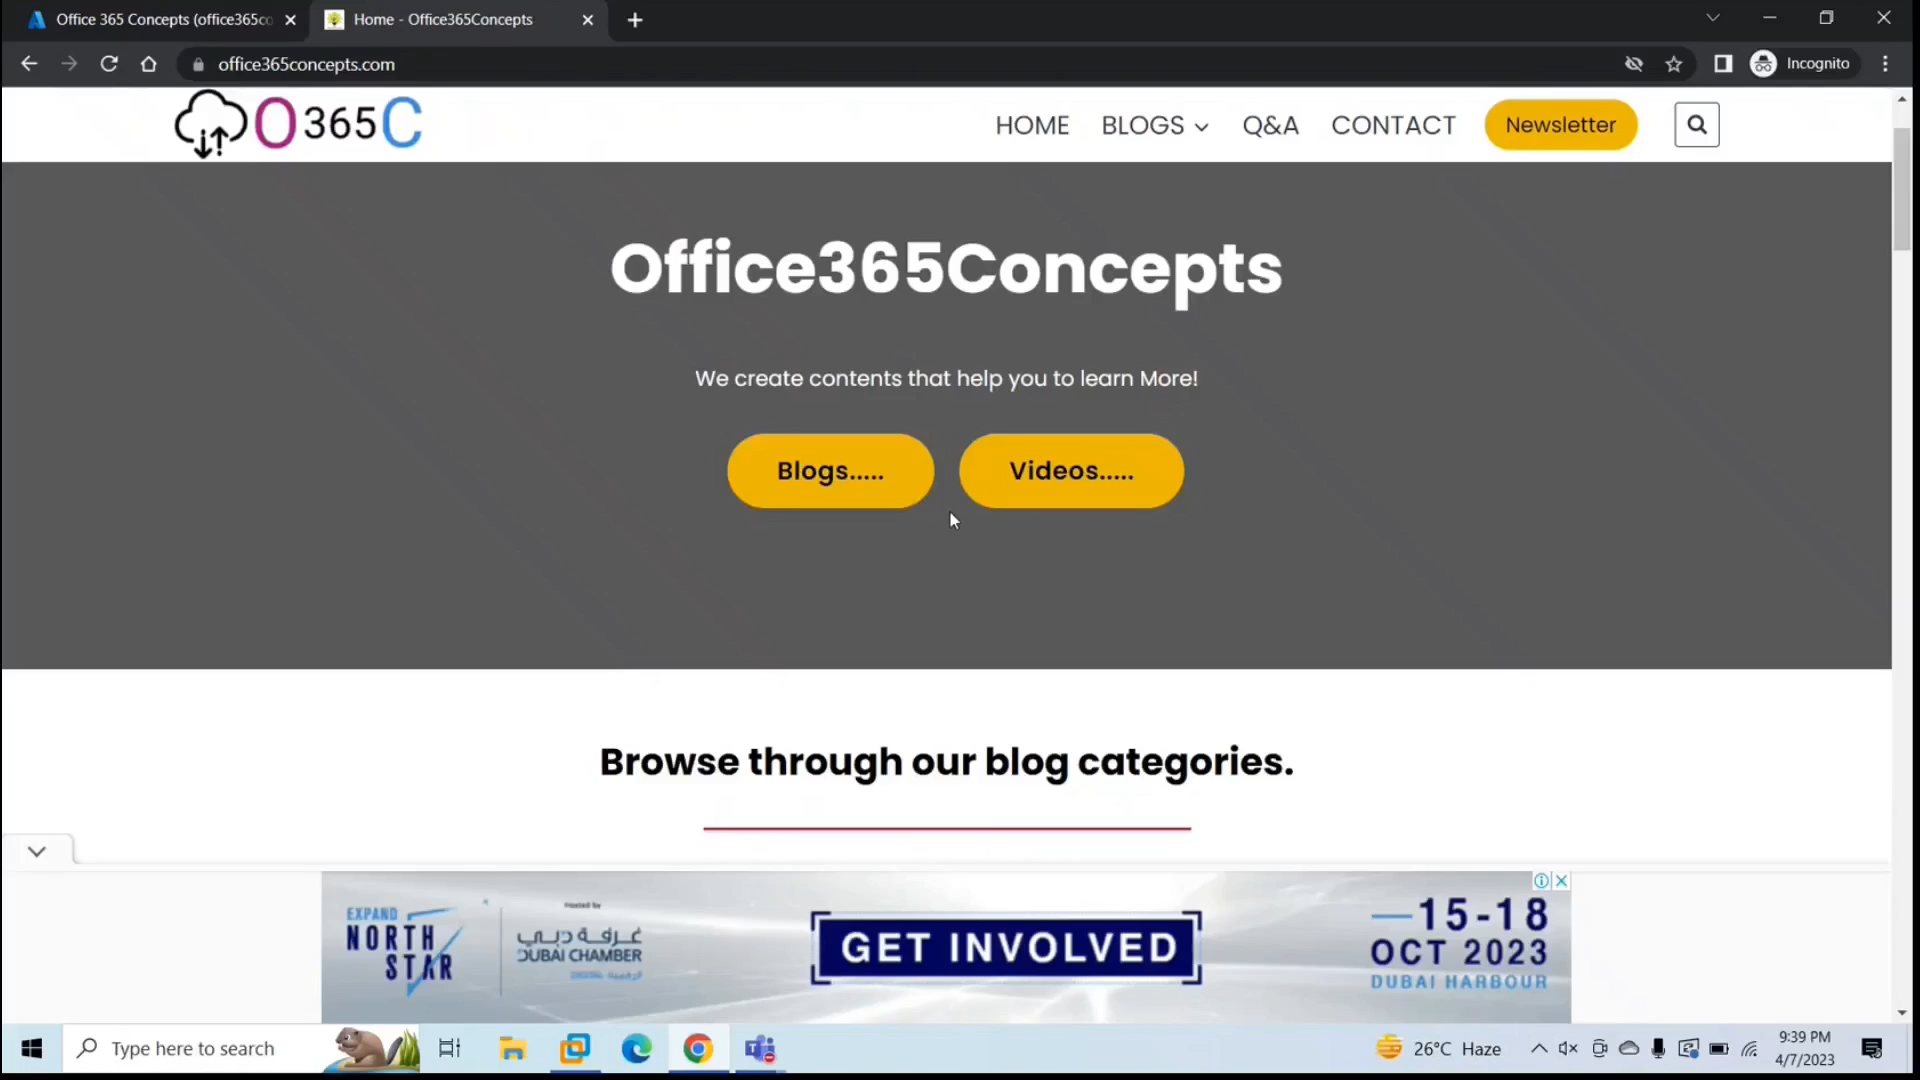 Office 365 Concepts (office365co
Home - Office365Concepts
office365concepts.com
Incognito
O 365 C
HOME
BLOGS
Q&A
CONTACT
Newsletter
Office365Concepts
We create contents that help you to learn More!
Blogs.....
Videos.....
Browse through our blog categories.
EXPAND
NORTH
STAR
Hosted by
غرفة دبي
DUBAI CHAMBER
GET INVOLVED
15-18
OCT 2023
DUBAI HARBOUR
Type here to search
26°C Haze
9:39 PM
4/7/2023